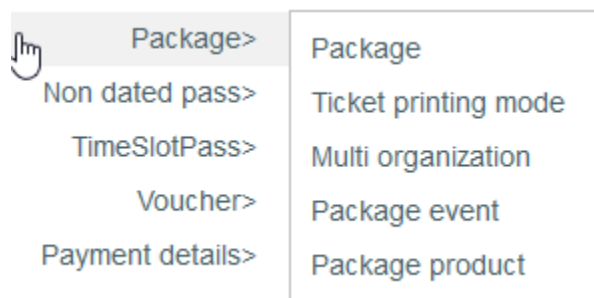 Package>
Non dated pass>
TimeSlotPass>
Voucher>
Payment details>
Package
Ticket printing mode
Multi organization
Package event
Package product